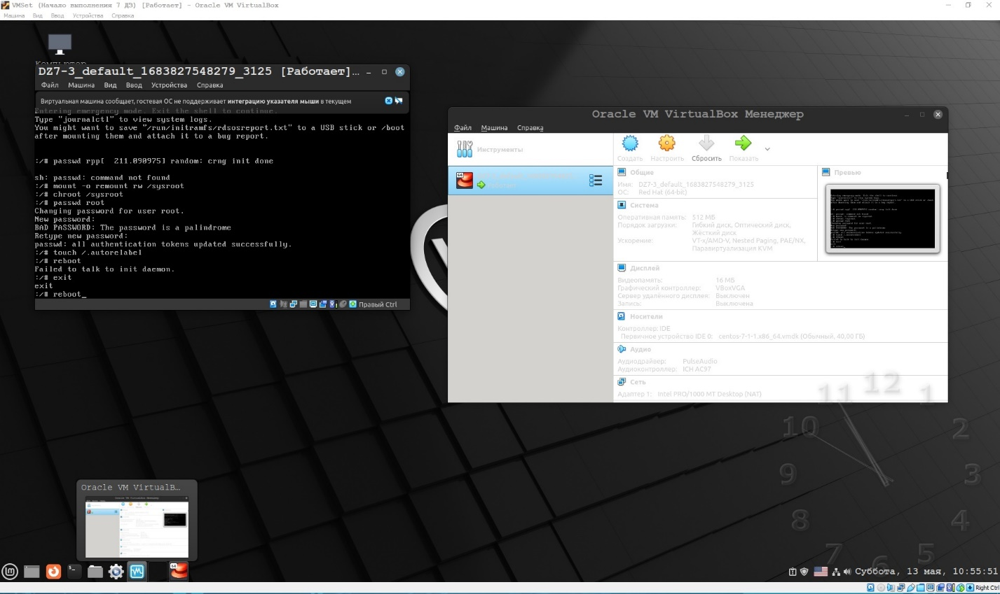 VMSet (Начало выполнения 7 ДЗ) [Работает] - Oracle VM VirtualBox
Машина Вид Ввод Устройства Справка
Компьютер
DZ7-3_default_1683827548279_3125 [Работает]...
Файл Машина Вид Ввод Устройства Справка
Виртуальная машина сообщает, гостевая ОС не поддерживает интеграцию указателя мыши в текущем
Entering emergency mode. Exit the shell to continue.
Type "journalctl" to view system logs.
You might want to save "/run/initramfs/rdsosreport.txt" to a USB stick or /boot
after mounting them and attach it to a bug report.
:/# passwd rpp[  211.090975] random: crng init done
sh: passwd: command not found
:/# mount -o remount rw /sysroot
:/# chroot /sysroot
:/# passwd root
Changing password for user root.
New password:
BAD PASSWORD: The password is a palindrome
Retype new password:
passwd: all authentication tokens updated successfully.
:/# touch /.autorelabel
:/# reboot
Failed to talk to init daemon.
:/# exit
exit
:/# reboot_
Правый Ctrl
Oracle VM VirtualBox Менеджер
Файл Машина Справка
Инструменты
Создать Настроить Сбросить Показать
64
Общие
Имя: DZ7-3_default_1683827548279_3125
ОС: Red Hat (64-bit)
Превью
Система
Оперативная память: 512 МБ
Порядок загрузки: Гибкий диск, Оптический диск,
Жёсткий диск
Ускорение: VT-x/AMD-V, Nested Paging, PAE/NX,
Паравиртуализация KVM
Дисплей
Видеопамять: 16 МБ
Графический контроллер: VBoxVGA
Сервер удалённого дисплея: Выключен
Запись: Выключена
Носители
Контроллер: IDE
Первичное устройство IDE 0: centos-7-1-1.x86_64.vmdk (Обычный, 40,00 ГБ)
Аудио
Аудиодрайвер: PulseAudio
Аудиоконтроллер: ICH AC97
Сеть
Адаптер 1: Intel PRO/1000 MT Desktop (NAT)
12
11 1
10 2
9 3
8 4
7 6 5
Oracle VM VirtualB...
64
Суббота, 13 мая, 10:55:51
Right Ctrl